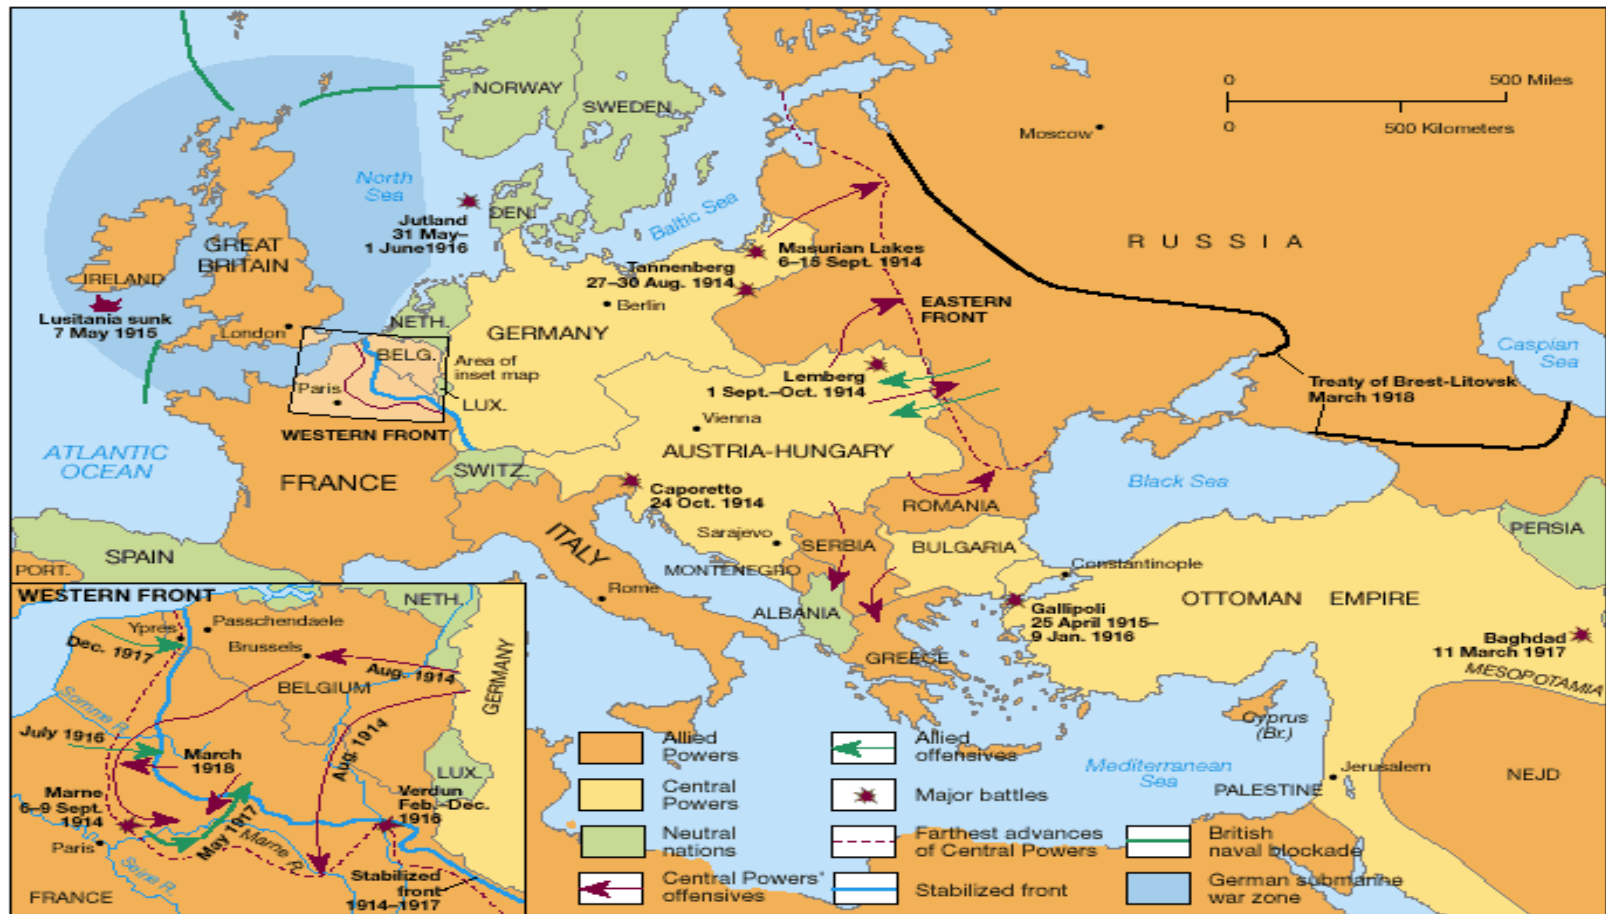 NORWAY
SWEDEN
0
500 Miles
0
500 Kilometers
Moscow
North
Sea
Jutland
31 May–
1 June1916
DEN.
Baltic Sea
Masurian Lakes
6–15 Sept. 1914
Tannenberg
27–30 Aug. 1914
RUSSIA
GREAT
BRITAIN
IRELAND
Lusitania sunk
7 May 1915
London
NETH.
Berlin
GERMANY
EASTERN
FRONT
BELG.
Area of
inset map
Paris
LUX.
WESTERN FRONT
Lemberg
1 Sept.–Oct. 1914
Vienna
AUSTRIA-HUNGARY
Caspian
Sea
Treaty of Brest-Litovsk
March 1918
ATLANTIC
OCEAN
FRANCE
SWITZ.
Caporetto
24 Oct. 1914
ROMANIA
Black Sea
PERSIA
SPAIN
PORT.
ITALY
Sarajevo
SERBIA
BULGARIA
MONTENEGRO
Constantinople
Rome
ALBANIA
Gallipoli
25 April 1915–
9 Jan. 1916
OTTOMAN EMPIRE
Baghdad
11 March 1917
MESOPOTAMIA
GREECE
Cyprus
(Br.)
Mediterranean
Sea
Jerusalem
PALESTINE
NEJD
WESTERN FRONT
NETH.
Ypres
Passchendaele
Dec. 1917
Brussels
Aug. 1914
BELGIUM
GERMANY
Somme R.
July 1916
March
1918
Aug. 1914
LUX.
Marne
6–9 Sept.
1914
Verdun
Feb.–Dec.
1916
May 1917
Marne R.
Paris
Seine R.
Stabilized
front
1914–1917
FRANCE
Allied
Powers
Central
Powers
Neutral
nations
Central Powers'
offensives
Allied
offensives
Major battles
Farthest advances
of Central Powers
Stabilized front
British
naval blockade
German submarine
war zone